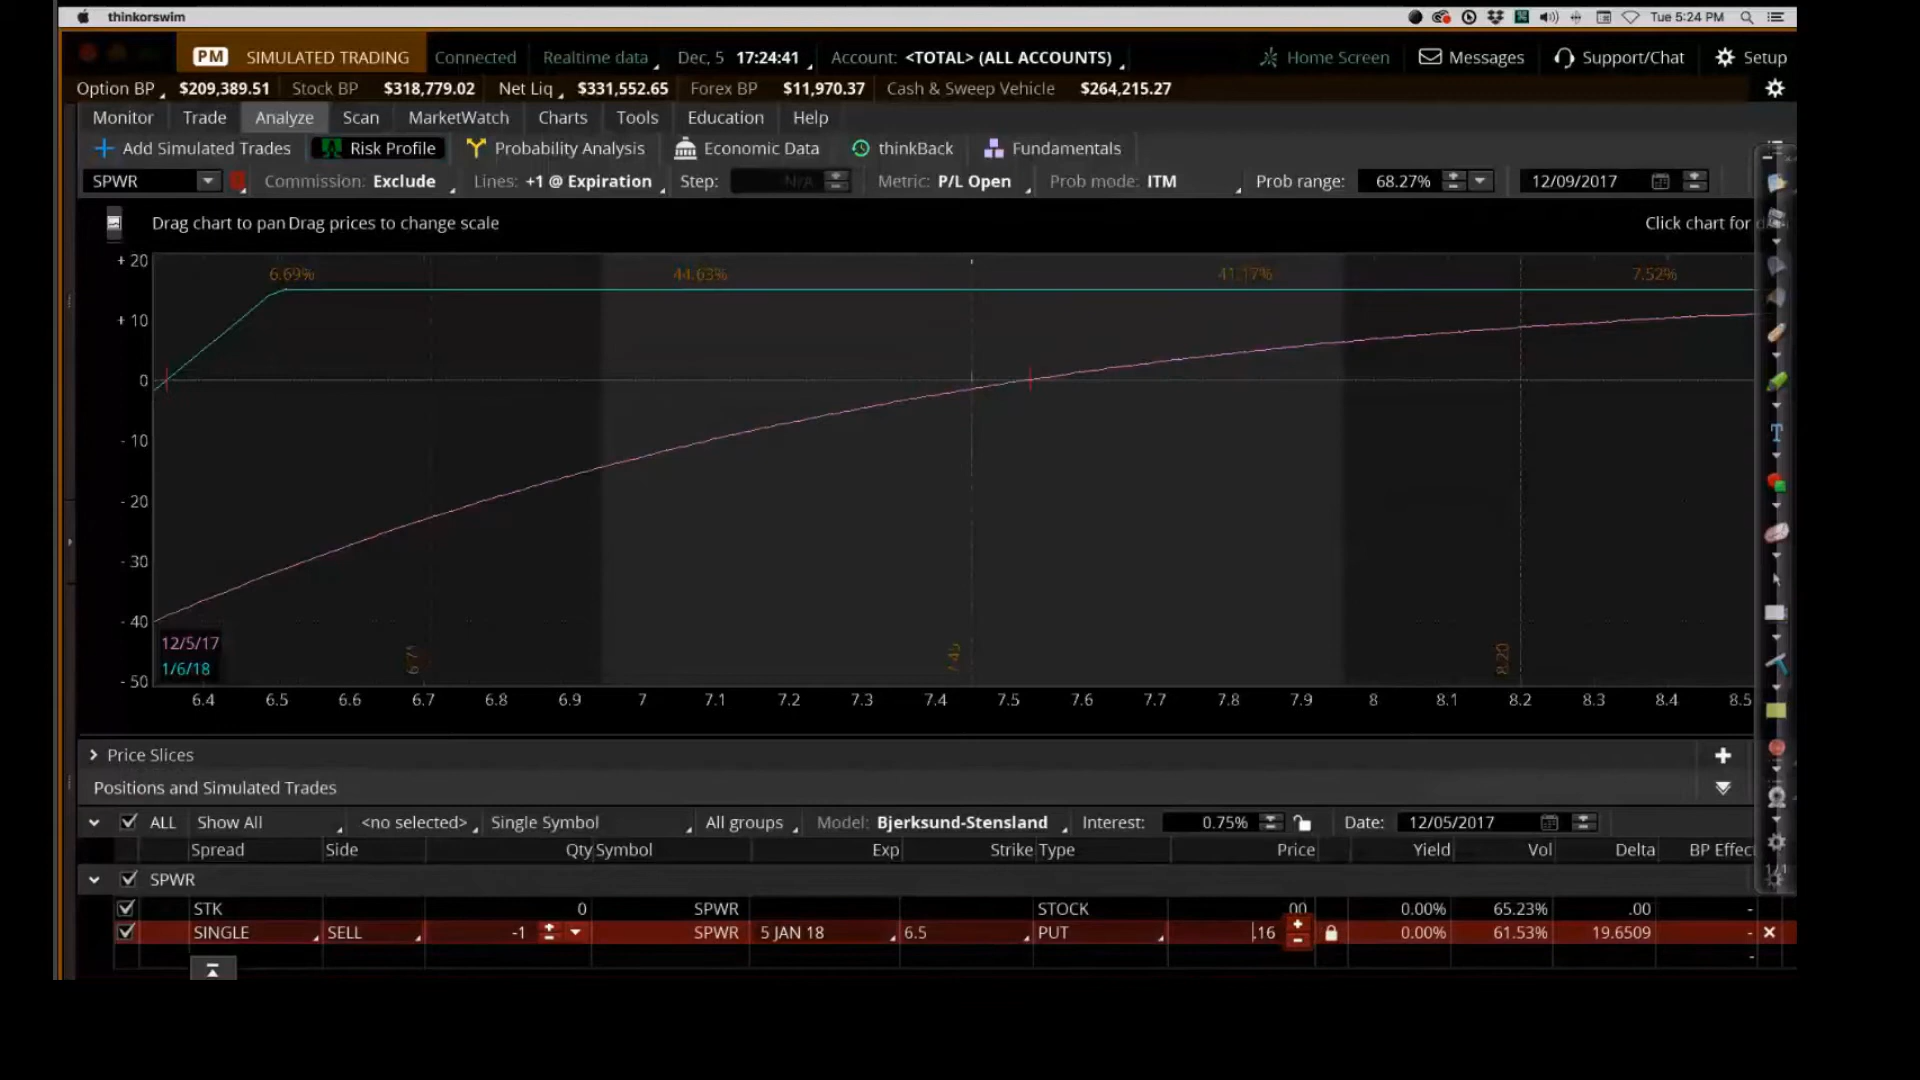 thinkorswim Tue 5:24 PM
PM SIMULATED TRADING Connected Realtime data Dec, 5 17:24:41 Account: <TOTAL> (ALL ACCOUNTS) Home Screen Messages Support/Chat Setup
Option BP $209,389.51 Stock BP $318,779.02 Net Liq $331,552.65 Forex BP $11,970.37 Cash & Sweep Vehicle $264,215.27
Monitor Trade Analyze Scan MarketWatch Charts Tools Education Help
Add Simulated Trades Risk Profile Probability Analysis Economic Data thinkBack Fundamentals
SPWR Commission: Exclude Lines: +1 @ Expiration Step: N/A Metric: P/L Open Prob mode: ITM Prob range: 68.27% 12/09/2017
Drag chart to pan Drag prices to change scale Click chart for
+ 20
6.69% 44.63% 41.17% 7.52%
+ 10
0
- 10
- 20
- 30
- 40
12/5/17
1/6/18
6.71 7.45 8.20
- 50
6.4 6.5 6.6 6.7 6.8 6.9 7 7.1 7.2 7.3 7.4 7.5 7.6 7.7 7.8 7.9 8 8.1 8.2 8.3 8.4 8.5
Price Slices
Positions and Simulated Trades
ALL Show All <no selected> Single Symbol All groups Model: Bjerksund-Stensland Interest: 0.75% Date: 12/05/2017
Spread Side Qty Symbol Exp Strike Type Price Yield Vol Delta BP Effec
SPWR
STK 0 SPWR STOCK .00 0.00% 65.23% .00 -
SINGLE SELL -1 SPWR 5 JAN 18 6.5 PUT .16 0.00% 61.53% 19.6509 -
-